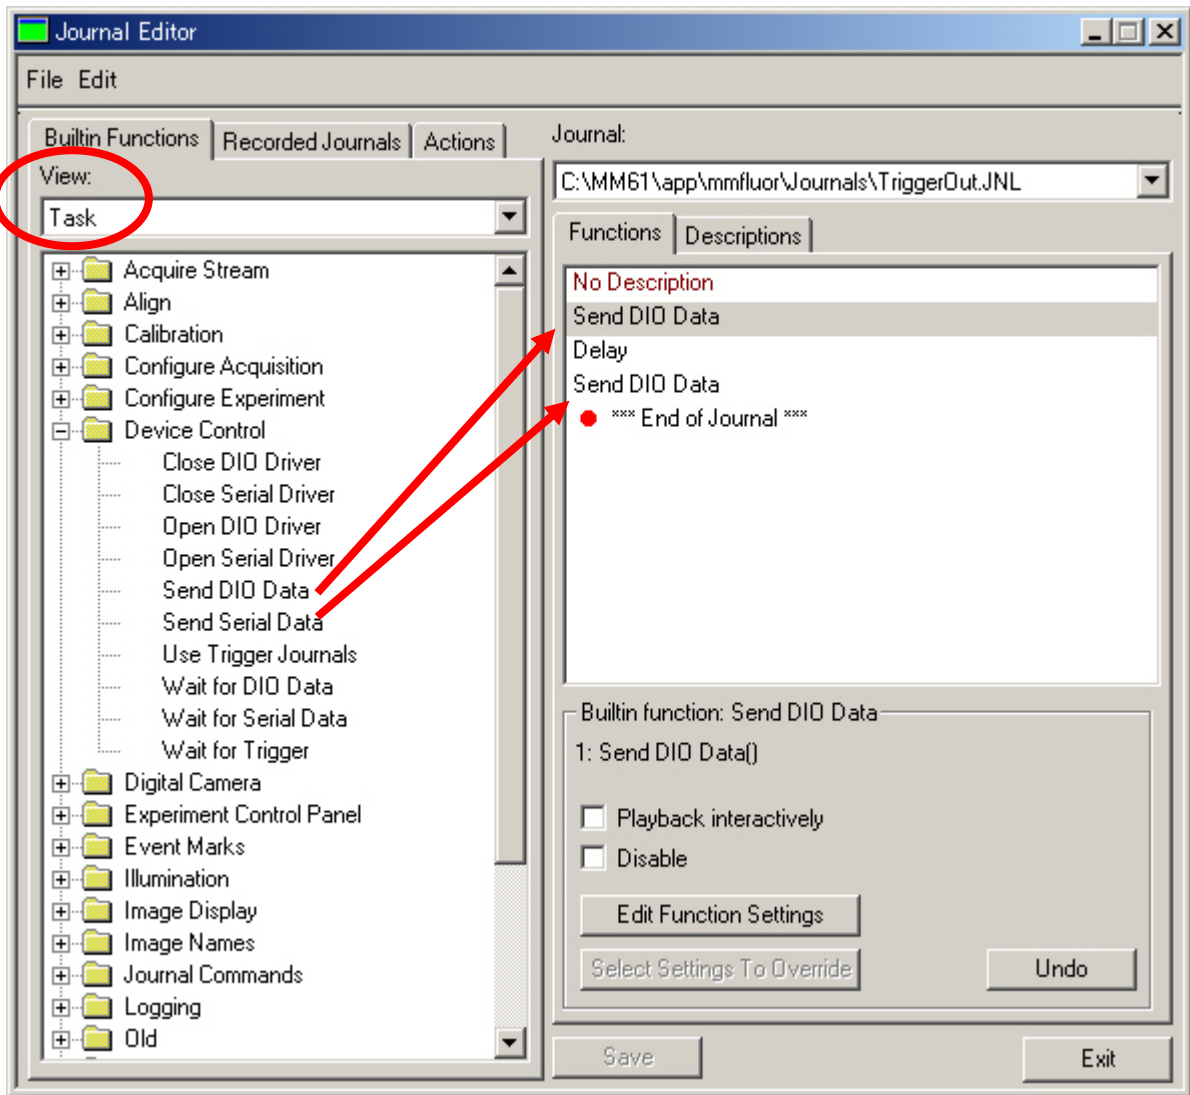 Journal Editor
File Edit
Builtin Functions Recorded Journals Actions
View:
Task
Acquire Stream
Align
Calibration
Configure Acquisition
Configure Experiment
Device Control
Close DIO Driver
Close Serial Driver
Open DIO Driver
Open Serial Driver
Send DIO Data
Send Serial Data
Use Trigger Journals
Wait for DIO Data
Wait for Serial Data
Wait for Trigger
Digital Camera
Experiment Control Panel
Event Marks
Illumination
Image Display
Image Names
Journal Commands
Logging
Old
Journal:
C:\MM61\app\mmfluor\Journals\TriggerOut.JNL
Functions Descriptions
No Description
Send DIO Data
Delay
Send DIO Data
*** End of Journal ***
Builtin function: Send DIO Data
1: Send DIO Data()
Playback interactively
Disable
Edit Function Settings
Select Settings To Override
Undo
Save
Exit